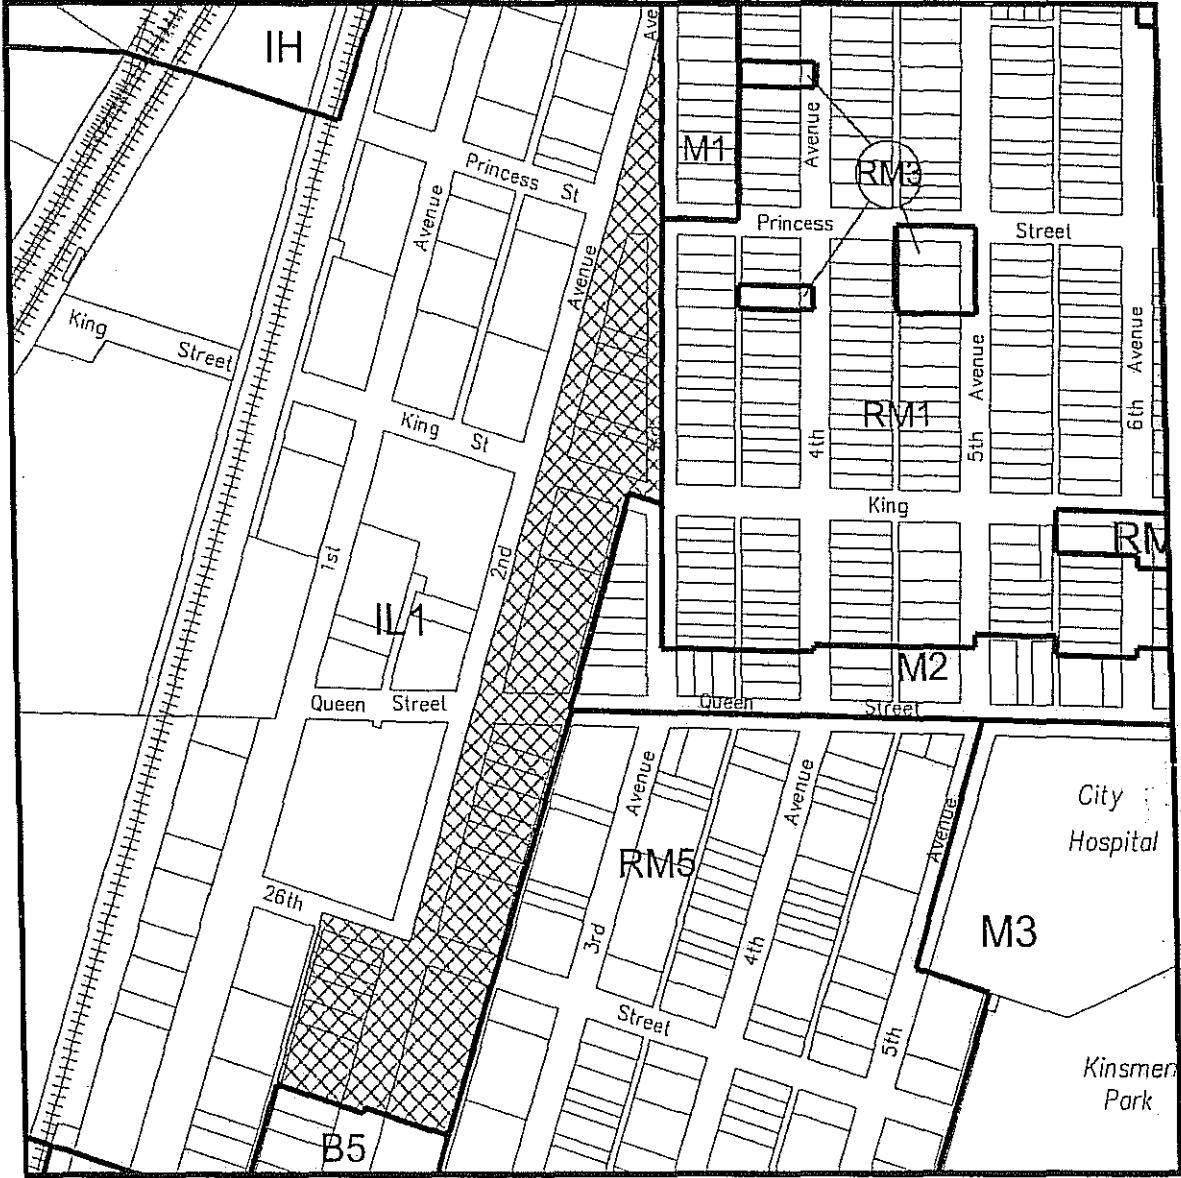 IH
Ave
M1
Avenue
RM3
Princess St
Avenue
Avenue
Princess Street
King Street
Avenue
Avenue
RM1
6th
4th
5th
King St
King
RM
1st
2nd
IL1
M2
Queen Street
Queen Street
Avenue
Avenue
Avenue
City
Hospital
RM5
26th
3rd
4th
M3
Street
5th
Kinsmen
Park
B5